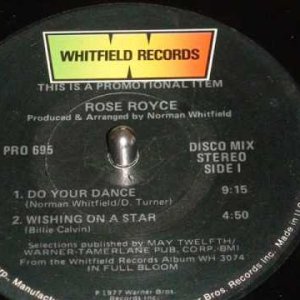 WHITFIELD RECORDS
THIS IS A PROMOTIONAL ITEM
ROSE ROYCE
Produced & Arranged by Norman Whitfield
PRO 695
DISCO MIX
STEREO
SIDE 1
1. DO YOUR DANCE 9:15
(Norman Whitfield/D. Turner)
2. WISHING ON A STAR 4:50
(Billie Calvin)
Selections published by MAY TWELFTH/
WARNER-TAMERLANE PUB. CORP.-BMI
From the Whitfield Records Album WH 3074
IN FULL BLOOM
℗ 1977 Warner Bros.